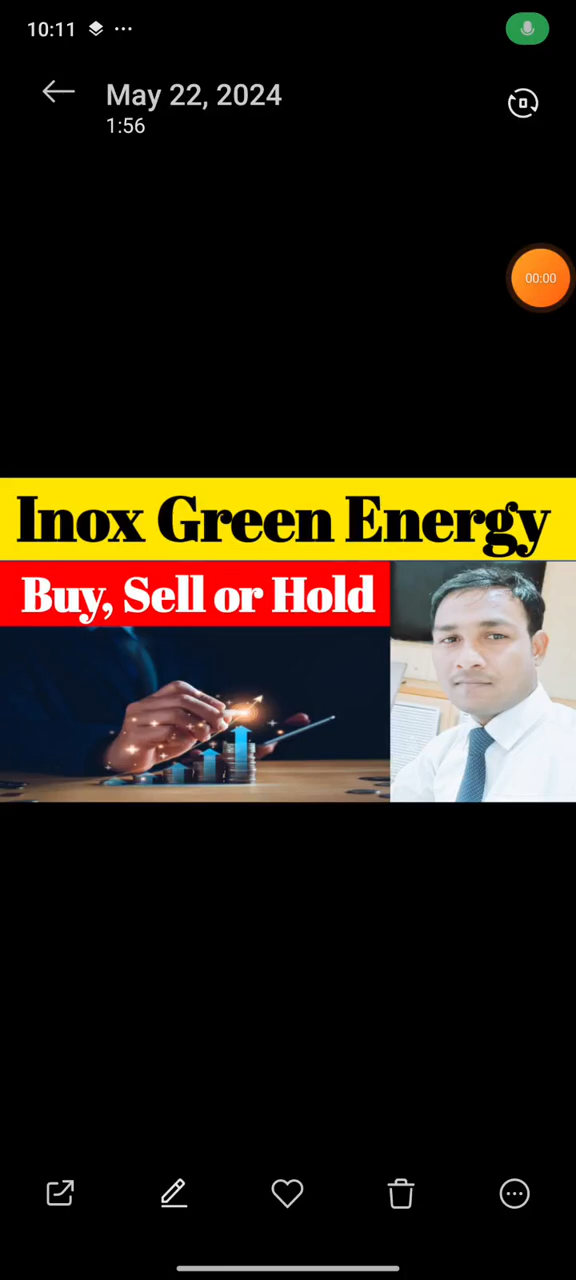 10:11
May 22, 2024
1:56
00:00
Inox Green Energy
Buy, Sell or Hold